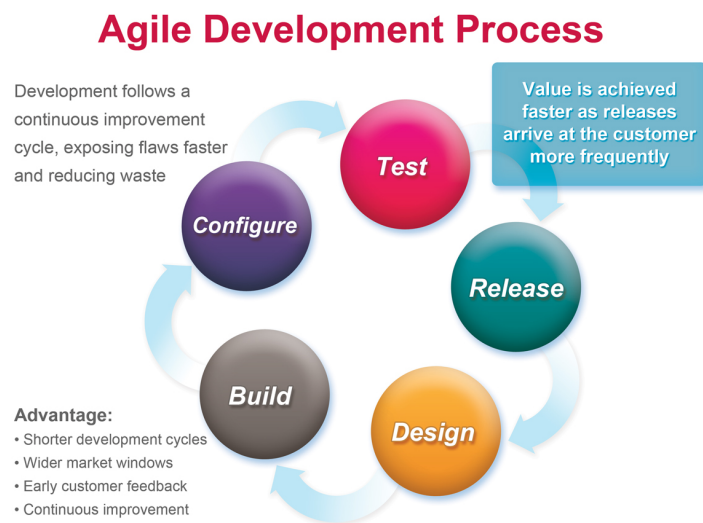 Agile Development Process
Development follows a
continuous improvement
cycle, exposing flaws faster
and reducing waste
Value is achieved
faster as releases
arrive at the customer
more frequently
Test
Configure
Release
Build
Design
Advantage:
• Shorter development cycles
• Wider market windows
• Early customer feedback
• Continuous improvement